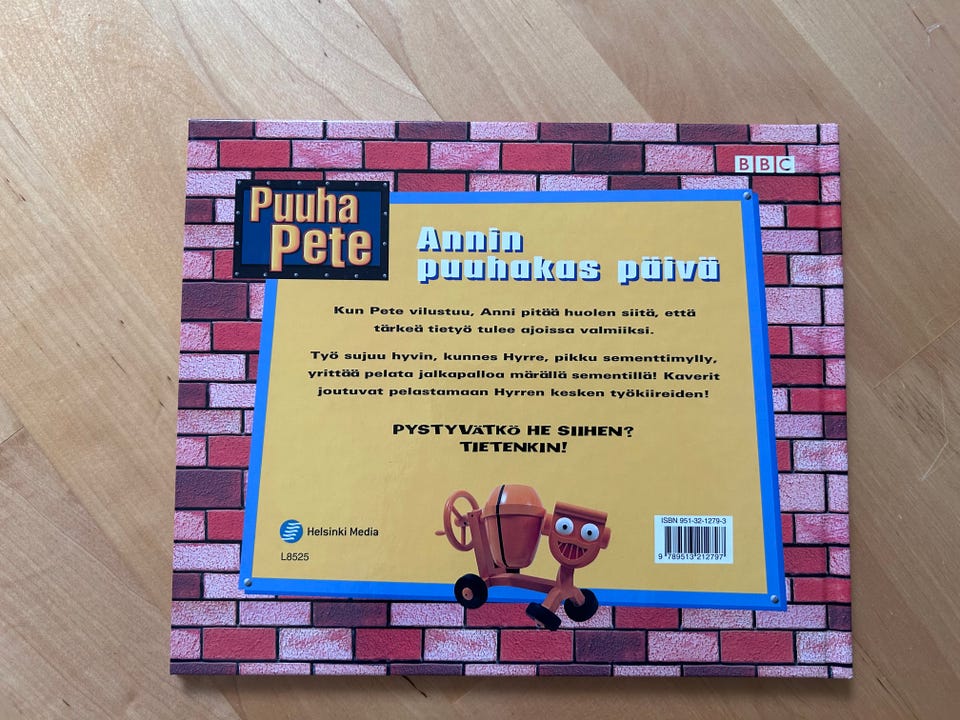 BBC
Puuha
Pete
Annin
puuhakas päivä
Kun Pete vilustuu, Anni pitää huolen siitä, että
tärkeä tietyö tulee ajoissa valmiiksi.
Työ sujuu hyvin, kunnes Hyrre, pikku sementtimylly,
yrittää pelata jalkapalloa märällä sementillä! Kaverit
joutuvat pelastamaan Hyrren kesken työkiireiden!
PYSTYVÄTKÖ HE SIIHEN?
TIETENKIN!
Helsinki Media
L8525
ISBN 951-32-1279-3
9 789513 212797